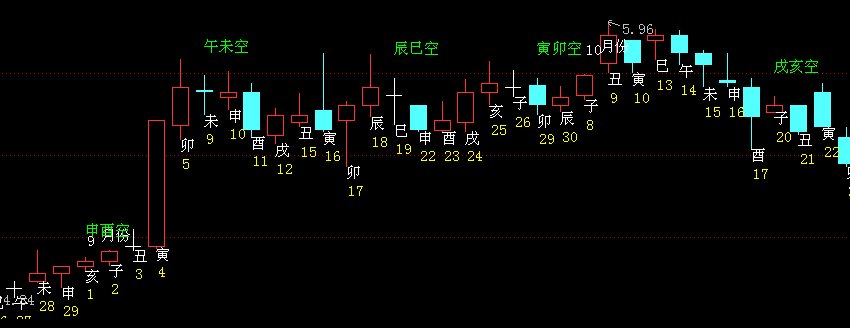 午未空
辰巳空
寅卯空
10 月份
5.96
戌亥空
申酉空
9 月份
午
未
28
申
29
亥
1
子
2
丑
3
寅
4
卯
5
未
9
申
10
酉
11
戌
12
丑
15
寅
16
卯
17
辰
18
巳
19
申
22
酉
23
戌
24
亥
25
子
26
卯
29
辰
30
子
8
丑
9
寅
10
巳
13
午
14
未
15
申
16
酉
17
子
20
丑
21
寅
22
卯